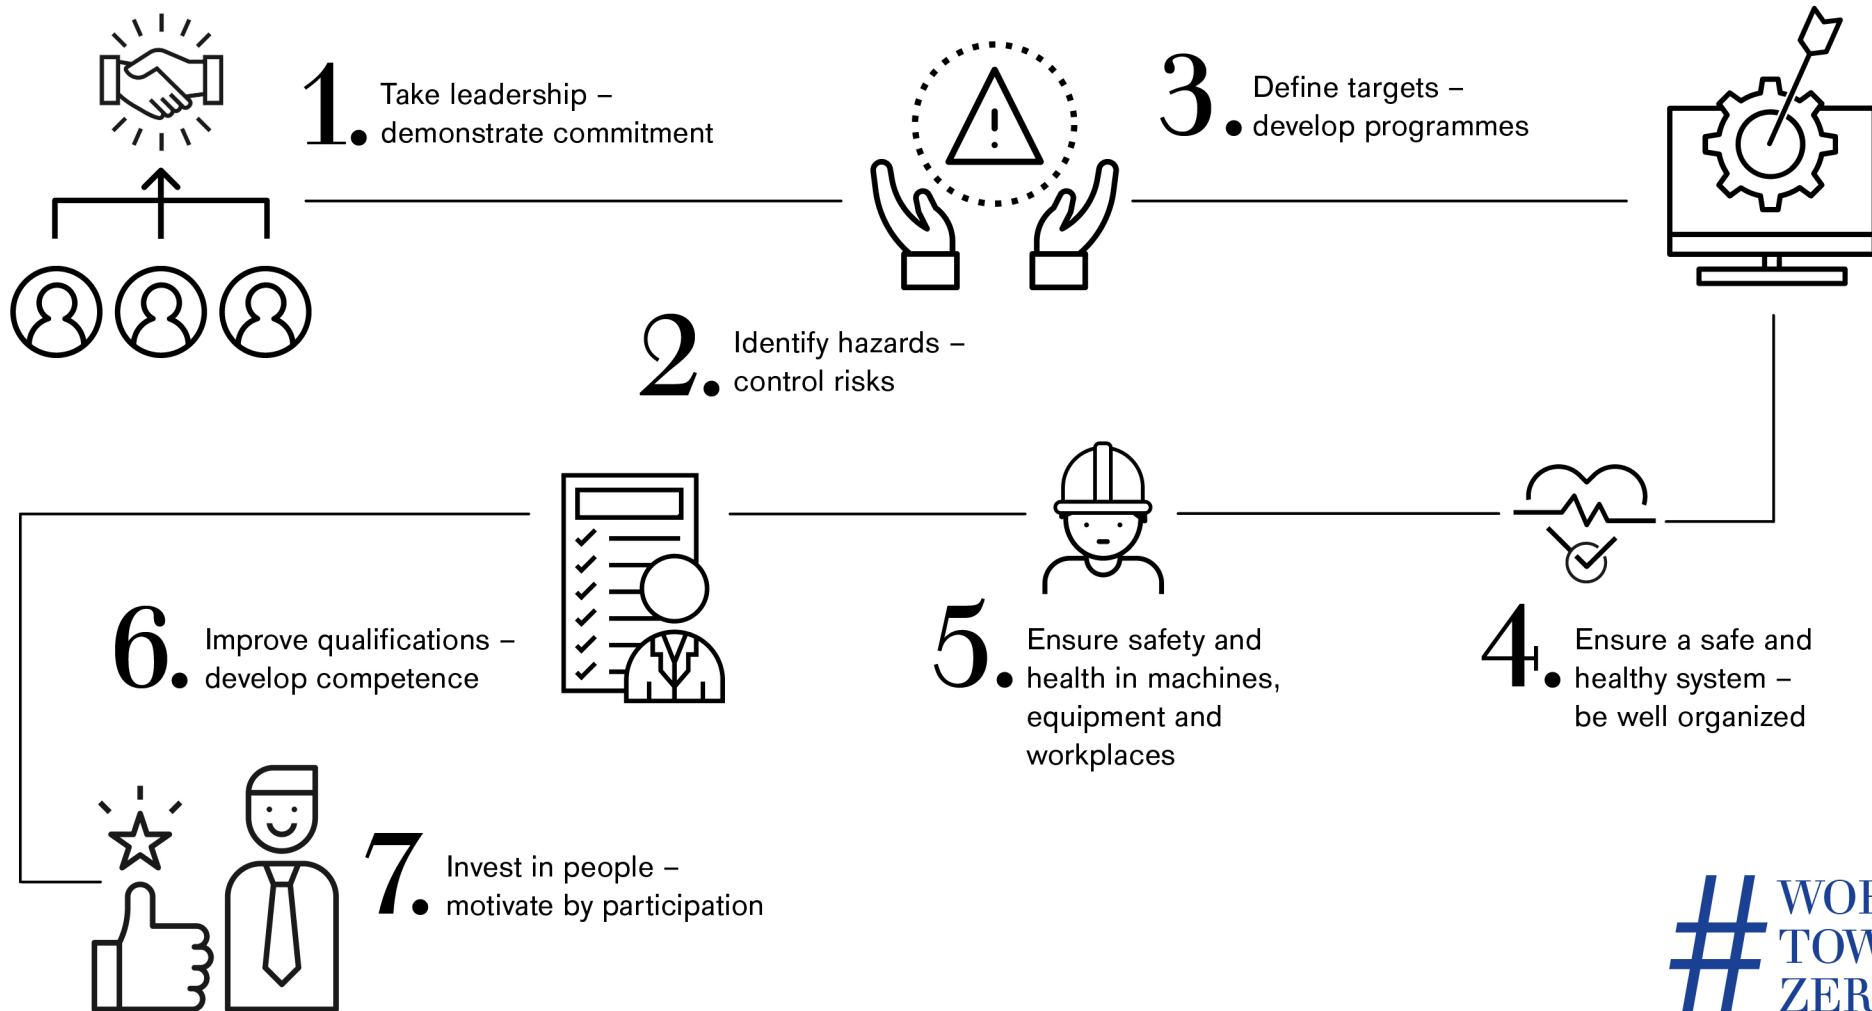 1. Take leadership –
demonstrate commitment
2. Identify hazards –
control risks
3. Define targets –
develop programmes
4. Ensure a safe and
healthy system –
be well organized
5. Ensure safety and
health in machines,
equipment and
workplaces
6. Improve qualifications –
develop competence
7. Invest in people –
motivate by participation
#